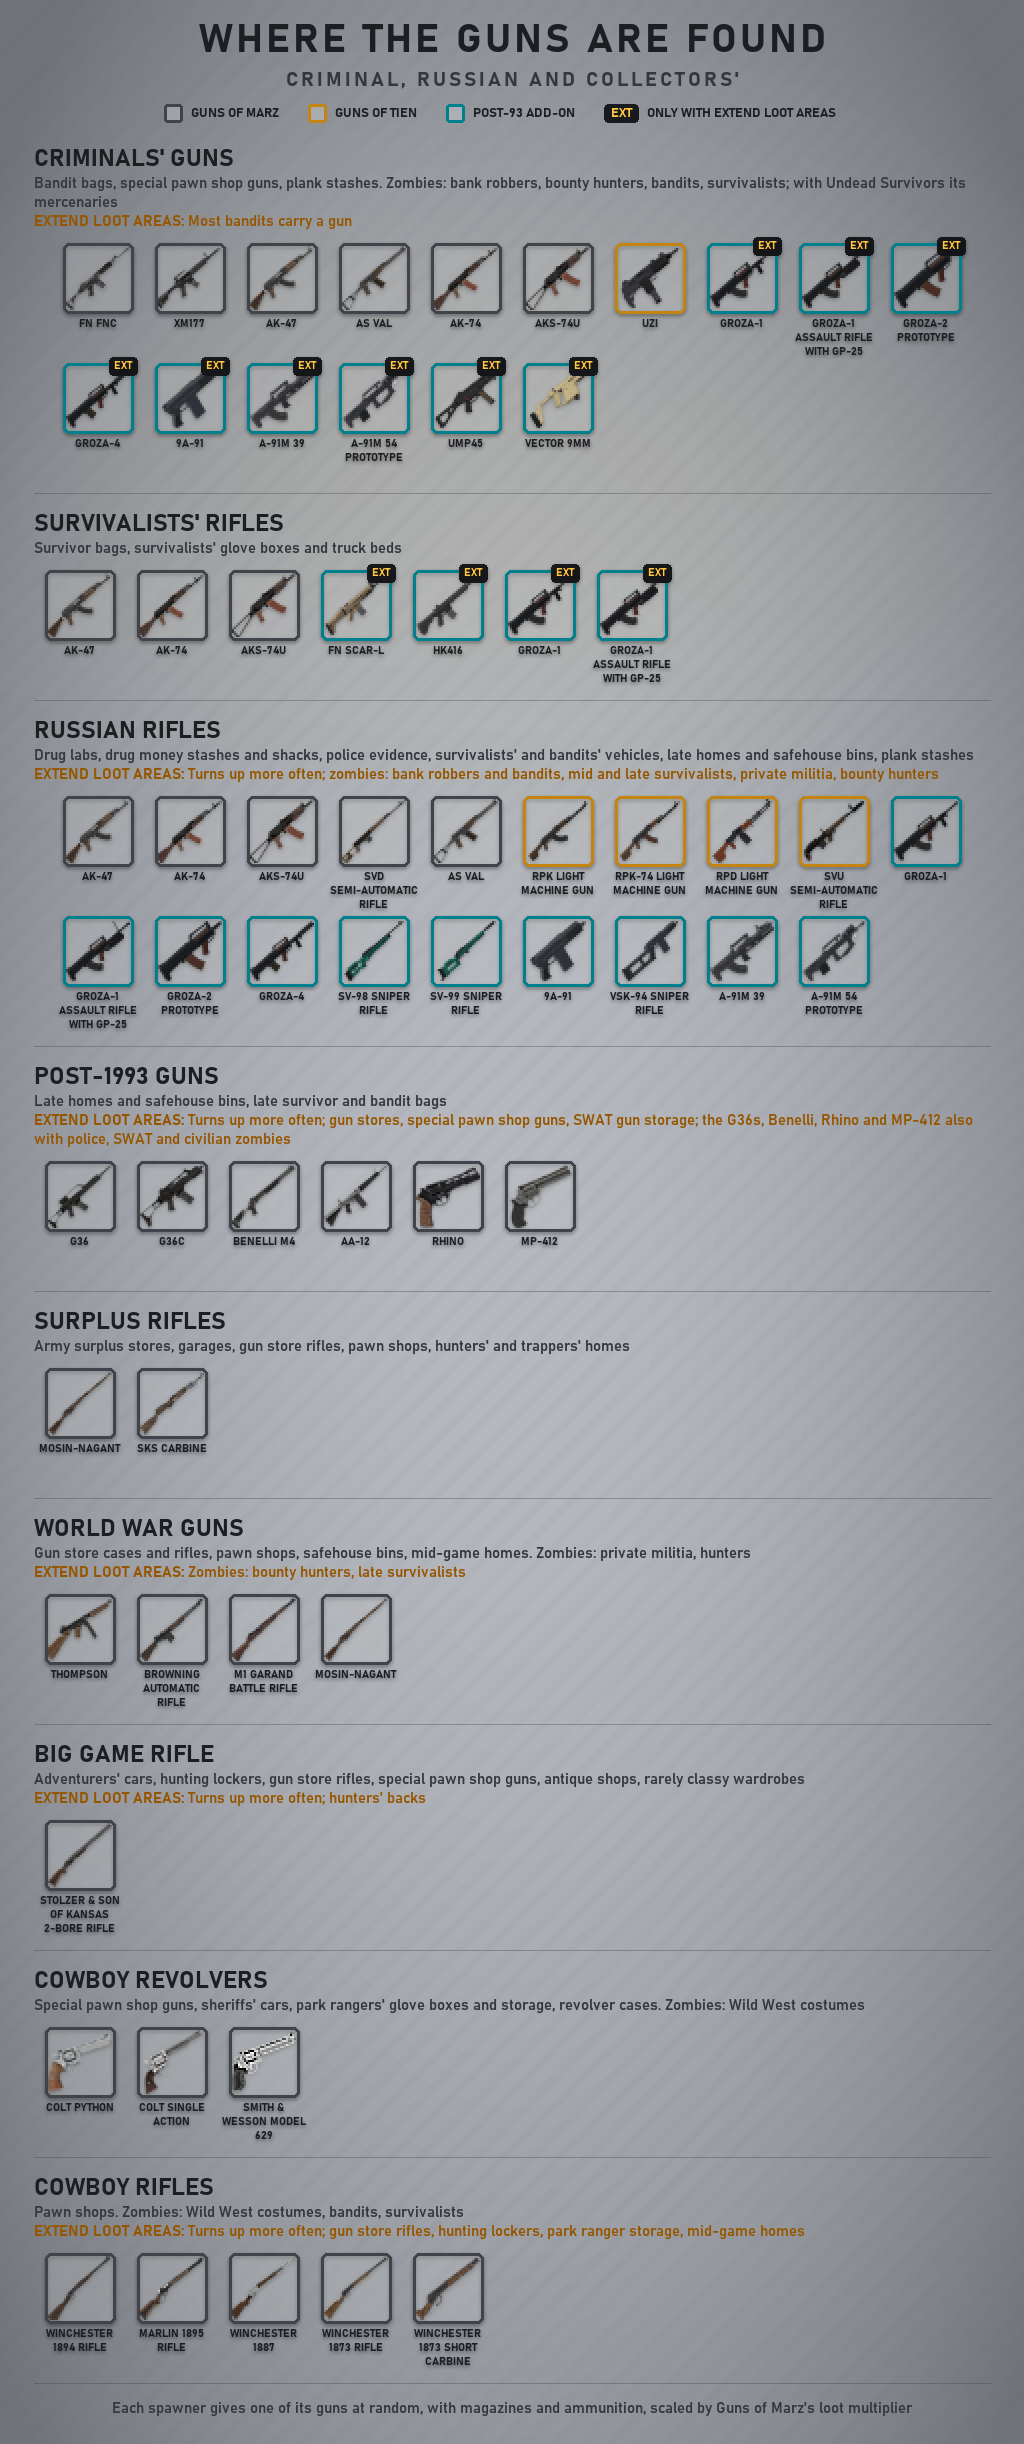 WHERE THE GUNS ARE FOUND
CRIMINAL, RUSSIAN AND COLLECTORS'
GUNS OF MARZ GUNS OF TIEN POST-93 ADD-ON EXT ONLY WITH EXTEND LOOT AREAS
CRIMINALS' GUNS
Bandit bags, special pawn shop guns, plank stashes. Zombies: bank robbers, bounty hunters, bandits, survivalists; with Undead Survivors its
mercenaries
EXTEND LOOT AREAS: Most bandits carry a gun
EXT EXT EXT
FN FNC XM177 AK-47 AS VAL AK-74 AKS-74U UZI GROZA-1 GROZA-1 GROZA-2
ASSAULT RIFLE PROTOTYPE
WITH GP-25
EXT EXT EXT EXT EXT EXT
GROZA-4 9A-91 A-91M 39 A-91M 54 UMP45 VECTOR 9MM
PROTOTYPE
SURVIVALISTS' RIFLES
Survivor bags, survivalists' glove boxes and truck beds
EXT EXT EXT EXT
AK-47 AK-74 AKS-74U FN SCAR-L HK416 GROZA-1 GROZA-1
ASSAULT RIFLE
WITH GP-25
RUSSIAN RIFLES
Drug labs, drug money stashes and shacks, police evidence, survivalists' and bandits' vehicles, late homes and safehouse bins, plank stashes
EXTEND LOOT AREAS: Turns up more often; zombies: bank robbers and bandits, mid and late survivalists, private militia, bounty hunters
AK-47 AK-74 AKS-74U SVD AS VAL RPK LIGHT RPK-74 LIGHT RPD LIGHT SVU GROZA-1
SEMI-AUTOMATIC MACHINE GUN MACHINE GUN MACHINE GUN SEMI-AUTOMATIC
RIFLE RIFLE
GROZA-1 GROZA-2 GROZA-4 SV-98 SNIPER SV-99 SNIPER 9A-91 VSK-94 SNIPER A-91M 39 A-91M 54
ASSAULT RIFLE PROTOTYPE RIFLE RIFLE RIFLE PROTOTYPE
WITH GP-25
POST-1993 GUNS
Late homes and safehouse bins, late survivor and bandit bags
EXTEND LOOT AREAS: Turns up more often; gun stores, special pawn shop guns, SWAT gun storage; the G36s, Benelli, Rhino and MP-412 also
with police, SWAT and civilian zombies
G36 G36C BENELLI M4 AA-12 RHINO MP-412
SURPLUS RIFLES
Army surplus stores, garages, gun store rifles, pawn shops, hunters' and trappers' homes
MOSIN-NAGANT SKS CARBINE
WORLD WAR GUNS
Gun store cases and rifles, pawn shops, safehouse bins, mid-game homes. Zombies: private militia, hunters
EXTEND LOOT AREAS: Zombies: bounty hunters, late survivalists
THOMPSON BROWNING M1 GARAND MOSIN-NAGANT
AUTOMATIC BATTLE RIFLE
RIFLE
BIG GAME RIFLE
Adventurers' cars, hunting lockers, gun store rifles, special pawn shop guns, antique shops, rarely classy wardrobes
EXTEND LOOT AREAS: Turns up more often; hunters' backs
STOLZER & SON
OF KANSAS
2-BORE RIFLE
COWBOY REVOLVERS
Special pawn shop guns, sheriffs' cars, park rangers' glove boxes and storage, revolver cases. Zombies: Wild West costumes
COLT PYTHON COLT SINGLE SMITH &
ACTION WESSON MODEL
629
COWBOY RIFLES
Pawn shops. Zombies: Wild West costumes, bandits, survivalists
EXTEND LOOT AREAS: Turns up more often; gun store rifles, hunting lockers, park ranger storage, mid-game homes
WINCHESTER MARLIN 1895 WINCHESTER WINCHESTER WINCHESTER
1894 RIFLE RIFLE 1887 1873 RIFLE 1873 SHORT
CARBINE
Each spawner gives one of its guns at random, with magazines and ammunition, scaled by Guns of Marz's loot multiplier